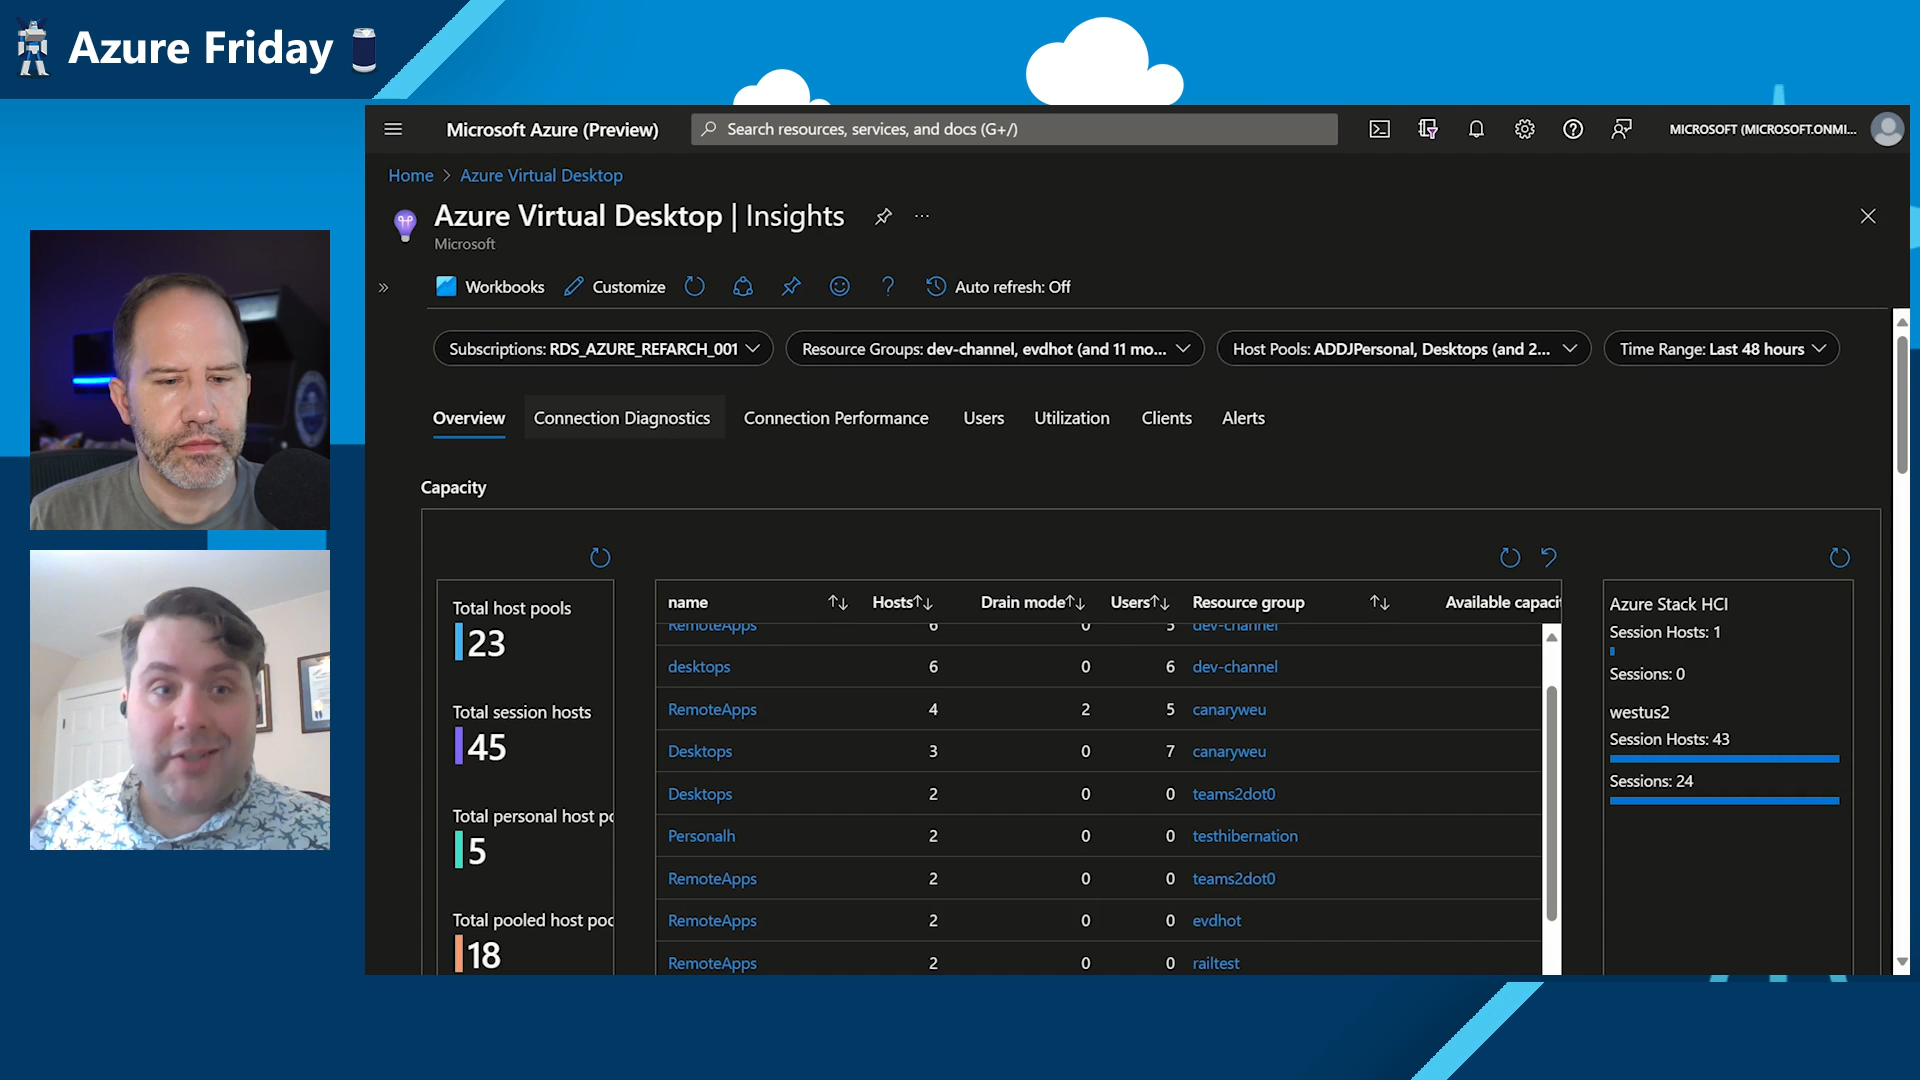 Azure Friday
Microsoft Azure (Preview)
Search resources, services, and docs (G+/)
MICROSOFT (MICROSOFT.ONMI...
Home > Azure Virtual Desktop
Azure Virtual Desktop | Insights
...
Microsoft
Workbooks Customize Auto refresh: Off
Subscriptions: RDS_AZURE_REFARCH_001
Resource Groups: dev-channel, evdhot (and 11 mo...
Host Pools: ADDJPersonal, Desktops (and 2...
Time Range: Last 48 hours
Overview Connection Diagnostics Connection Performance Users Utilization Clients Alerts
Capacity
Total host pools
23
Total session hosts
45
Total personal host po
5
Total pooled host poo
18
name Hosts Drain mode Users Resource group Available capacit
RemoteApps 6 0 5 dev-channel
desktops 6 0 6 dev-channel
RemoteApps 4 2 5 canaryweu
Desktops 3 0 7 canaryweu
Desktops 2 0 0 teams2dot0
Personalh 2 0 0 testhibernation
RemoteApps 2 0 0 teams2dot0
RemoteApps 2 0 0 evdhot
RemoteApps 2 0 0 railtest
Azure Stack HCI
Session Hosts: 1
Sessions: 0
westus2
Session Hosts: 43
Sessions: 24